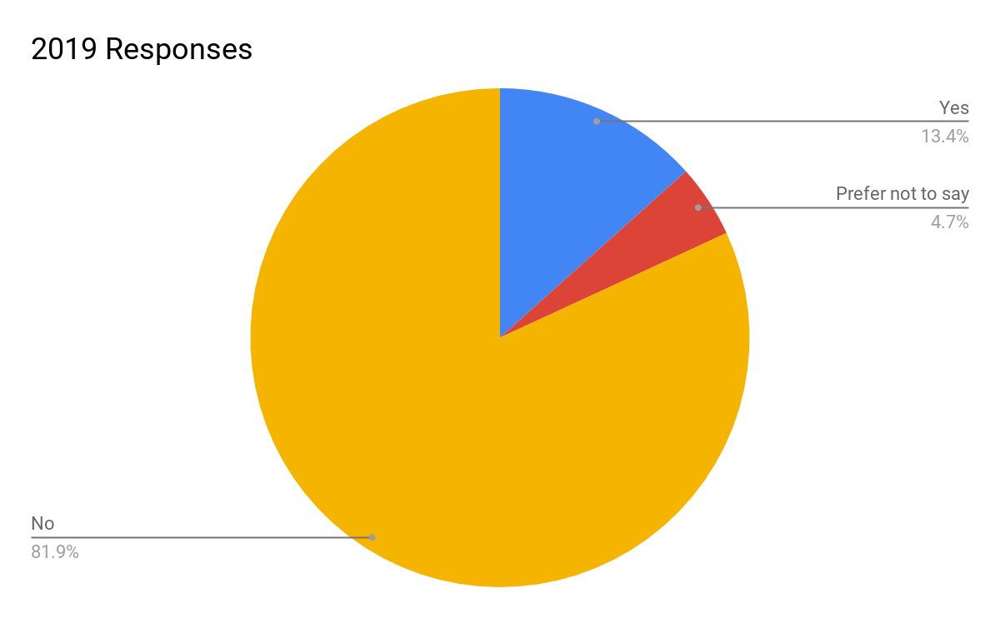 2019 Responses
Yes
13.4%
Prefer not to say
4.7%
No
81.9%